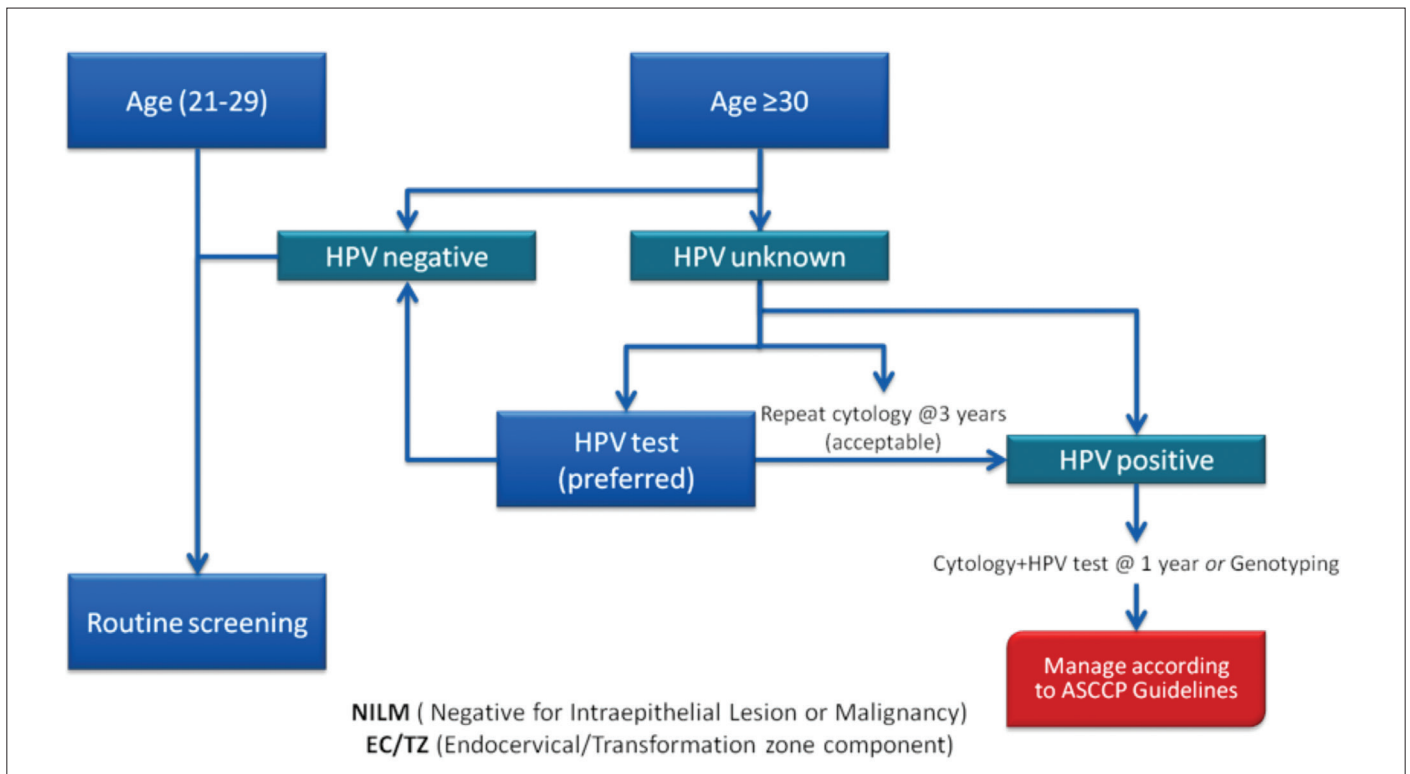 Age (21-29)
Age ≥30
HPV negative
HPV unknown
HPV test
(preferred)
Repeat cytology @3 years
(acceptable)
HPV positive
Cytology+HPV test @ 1 year or Genotyping
Routine screening
Manage according
to ASCCP Guidelines
NILM ( Negative for Intraepithelial Lesion or Malignancy)
EC/TZ (Endocervical/Transformation zone component)